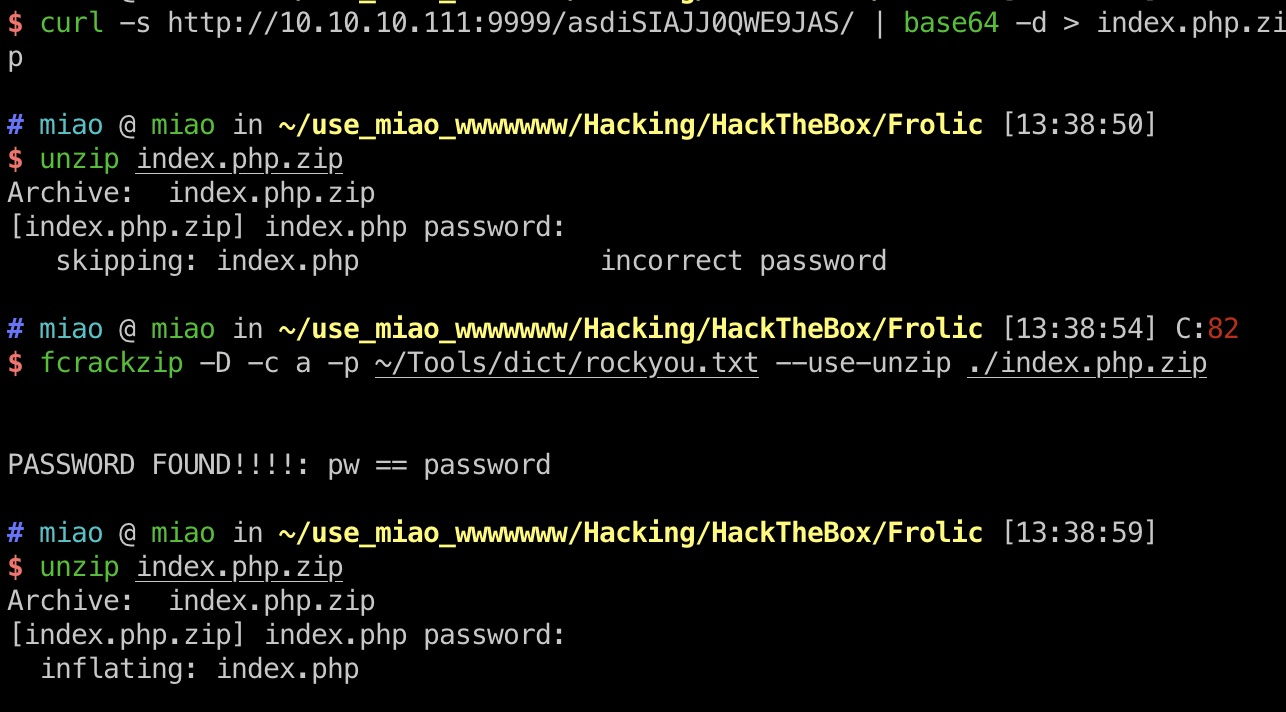 $ curl -s http://10.10.10.111:9999/asdiSIAJJ0QWE9JAS/ | base64 -d > index.php.zi
p
# miao @ miao in ~/use_miao_wwwwwww/Hacking/HackTheBox/Frolic [13:38:50]
$ unzip index.php.zip
Archive:  index.php.zip
[index.php.zip] index.php password:
   skipping: index.php               incorrect password
# miao @ miao in ~/use_miao_wwwwwww/Hacking/HackTheBox/Frolic [13:38:54] C:82
$ fcrackzip -D -c a -p ~/Tools/dict/rockyou.txt --use-unzip ./index.php.zip
PASSWORD FOUND!!!!: pw == password
# miao @ miao in ~/use_miao_wwwwwww/Hacking/HackTheBox/Frolic [13:38:59]
$ unzip index.php.zip
Archive:  index.php.zip
[index.php.zip] index.php password:
  inflating: index.php